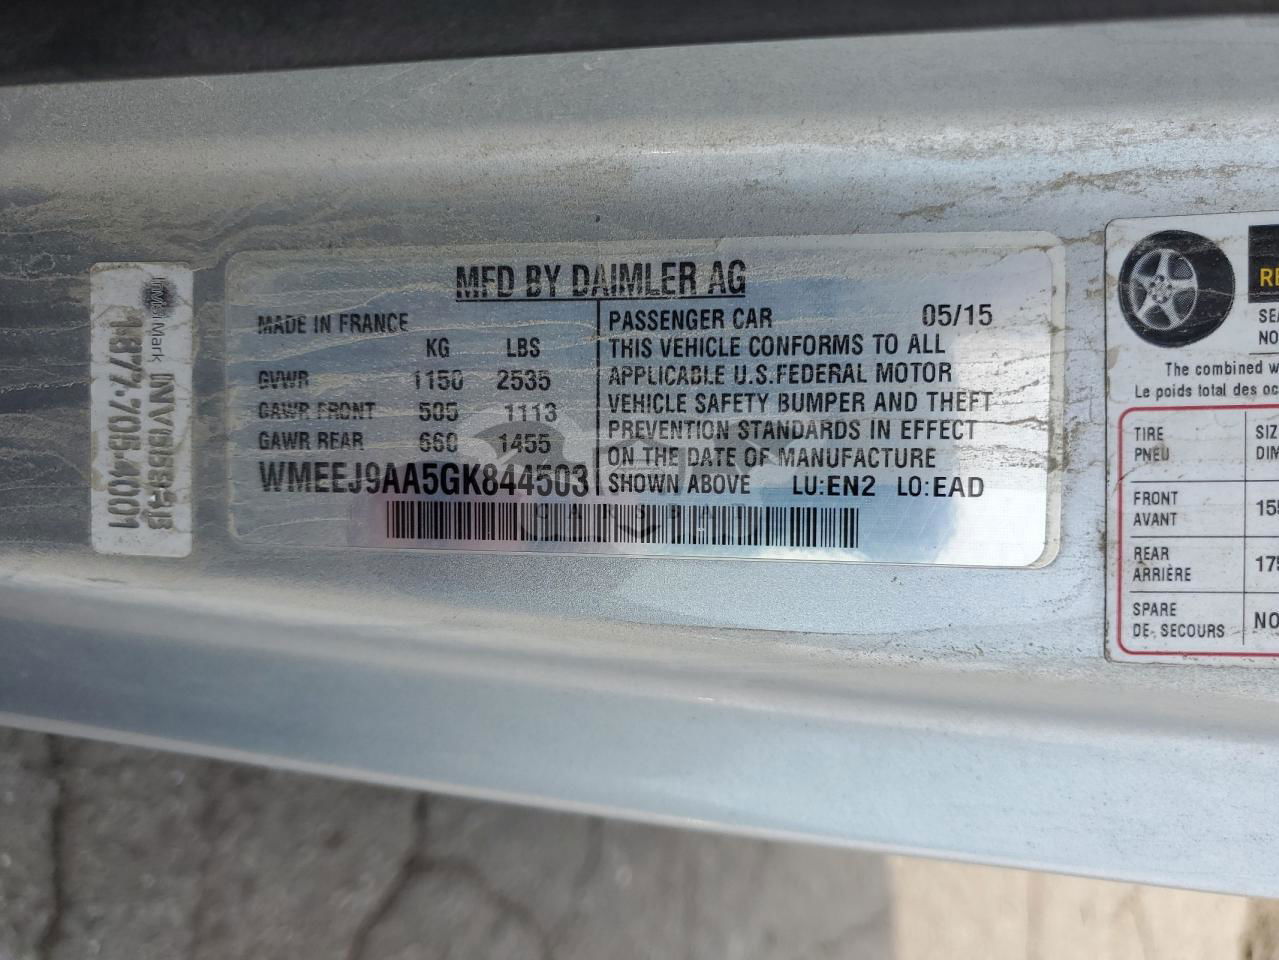 MFD BY DAIMLER AG
MADE IN FRANCE
KG LBS
GVWR 1150 2535
GAWR FRONT 505 1113
GAWR REAR 660 1455
WMEEJ9AA5GK844503
PASSENGER CAR 05/15
THIS VEHICLE CONFORMS TO ALL
APPLICABLE U.S.FEDERAL MOTOR
VEHICLE SAFETY BUMPER AND THEFT
PREVENTION STANDARDS IN EFFECT
ON THE DATE OF MANUFACTURE
SHOWN ABOVE LU:EN2 LO:EAD
1.877.705.4001
The combined
Le poids total des
TIRE
PNEU
FRONT
AVANT
REAR
ARRIÈRE
SPARE
DE SECOURS